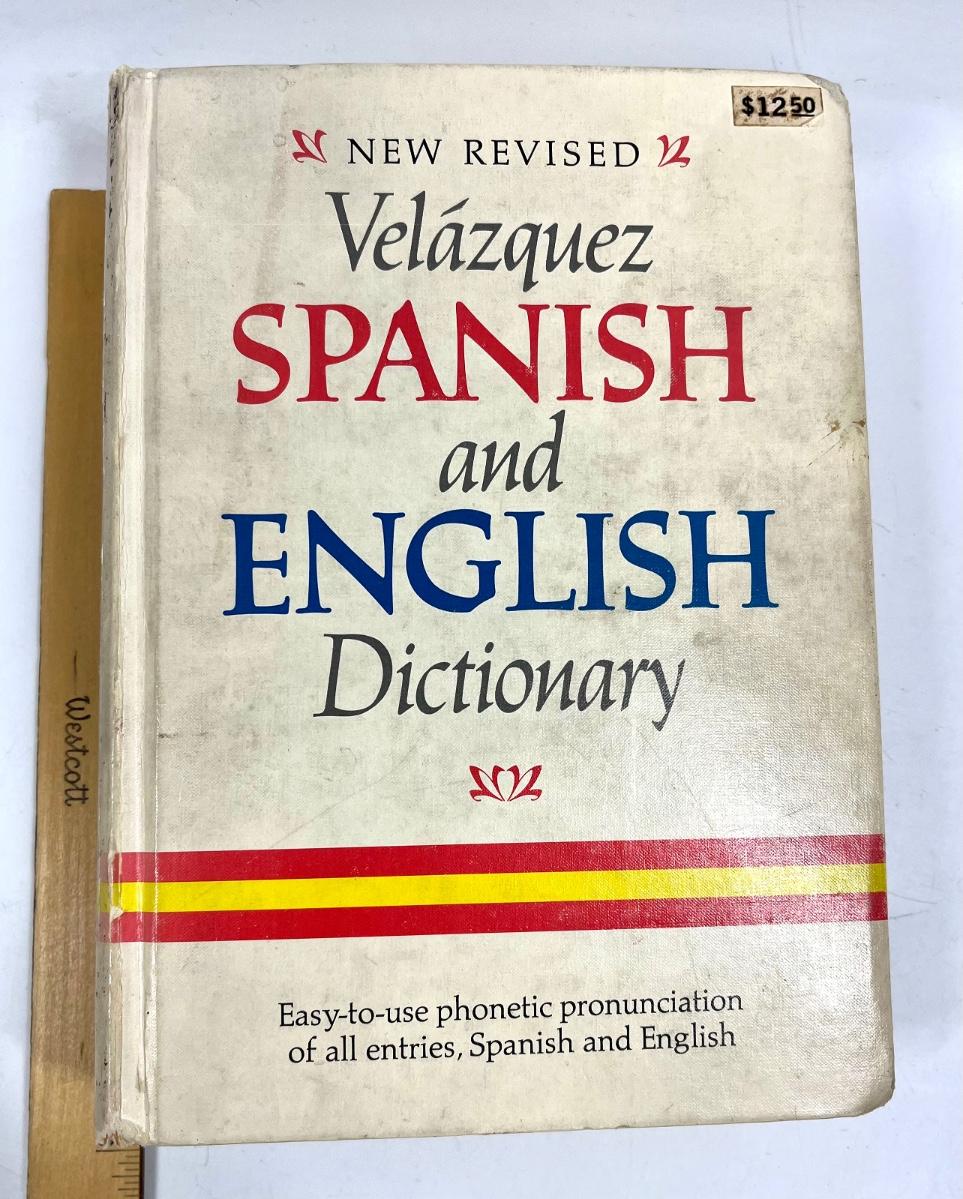 $12.50
NEW REVISED
Velázquez
SPANISH
and
ENGLISH
Dictionary
Easy-to-use phonetic pronunciation
of all entries, Spanish and English
Westcott